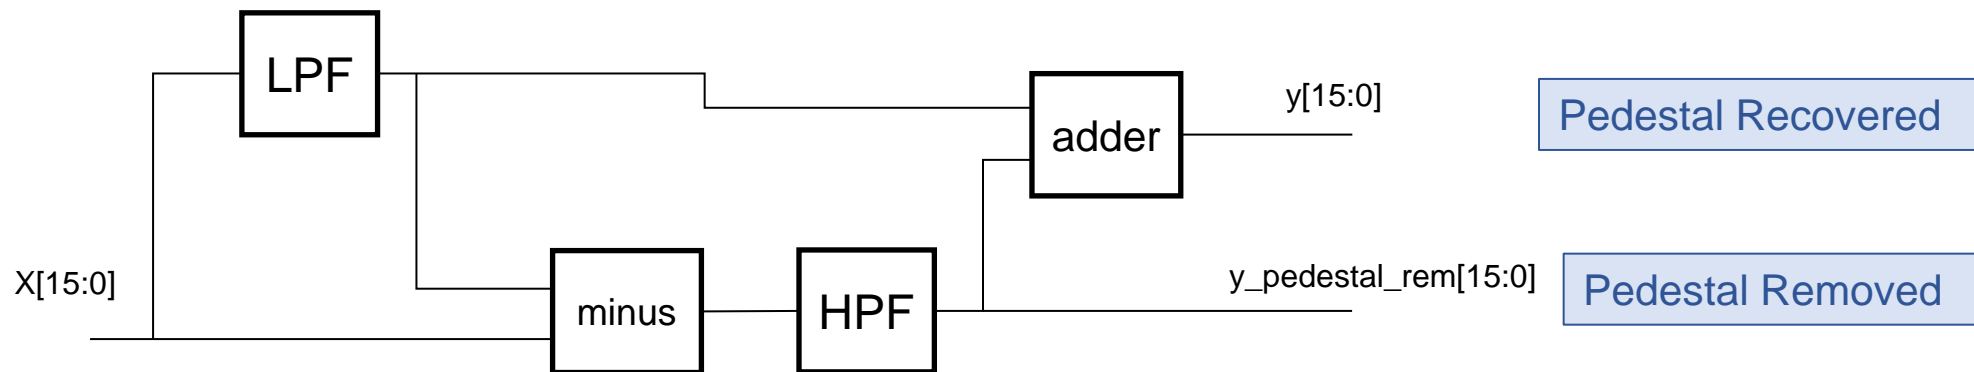 LPF
adder
y[15:0]
Pedestal Recovered
X[15:0]
minus
HPF
y_pedestal_rem[15:0]
Pedestal Removed